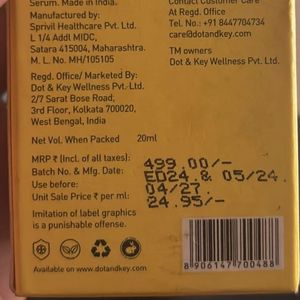 Serum. Made in India.
Manufactured by:
Sprivil Healthcare Pvt. Ltd.
L 1/4 Addl MIDC,
Satara 415004, Maharashtra.
M. L. No. MH/105105
Regd. Office/ Marketed By:
Dot & Key Wellness Pvt. Ltd.
2/7 Sarat Bose Road,
3rd Floor, Kolkata 700020,
West Bengal, India
Contact Customer Care
At Regd. Office
Tel. No.: +91 8447704734
care@dotandkey.com
TM owners
Dot & Key Wellness Pvt. Ltd.
Net Vol. When Packed 20ml
MRP ₹ (Incl. of all taxes): 499.00/-
Batch No. & Mfg. Date: ED24.& 05/24.
Use before: 04/27.
Unit Sale Price ₹ per ml: 24.95/-
Imitation of label graphics
is a punishable offense.
Available on www.dotandkey.com
8906147700488